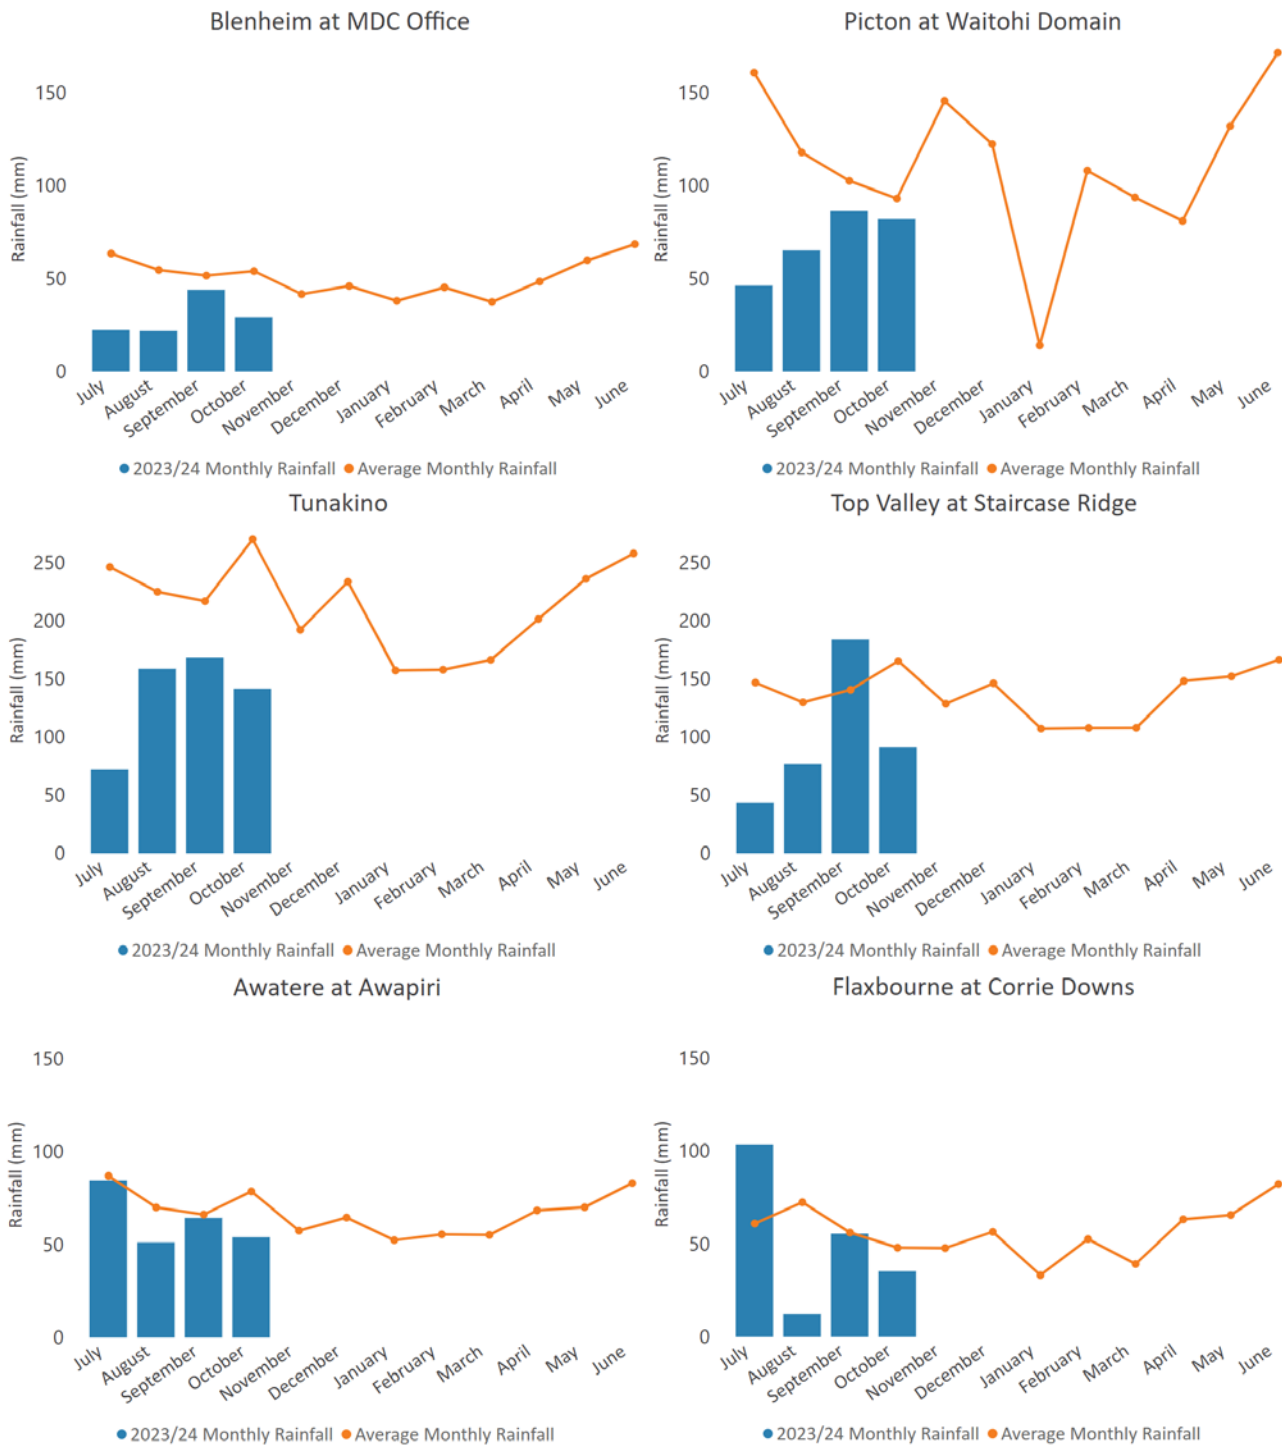 Blenheim at MDC Office
Rainfall (mm)
150
100
50
0
July August September October November December January February March April May June
2023/24 Monthly Rainfall Average Monthly Rainfall
Picton at Waitohi Domain
Rainfall (mm)
150
100
50
0
July August September October November December January February March April May June
2023/24 Monthly Rainfall Average Monthly Rainfall
Tunakino
Rainfall (mm)
250
200
150
100
50
0
July August September October November December January February March April May June
2023/24 Monthly Rainfall Average Monthly Rainfall
Top Valley at Staircase Ridge
Rainfall (mm)
250
200
150
100
50
0
July August September October November December January February March April May June
2023/24 Monthly Rainfall Average Monthly Rainfall
Awatere at Awapiri
Rainfall (mm)
150
100
50
0
July August September October November December January February March April May June
2023/24 Monthly Rainfall Average Monthly Rainfall
Flaxbourne at Corrie Downs
Rainfall (mm)
150
100
50
0
July August September October November December January February March April May June
2023/24 Monthly Rainfall Average Monthly Rainfall